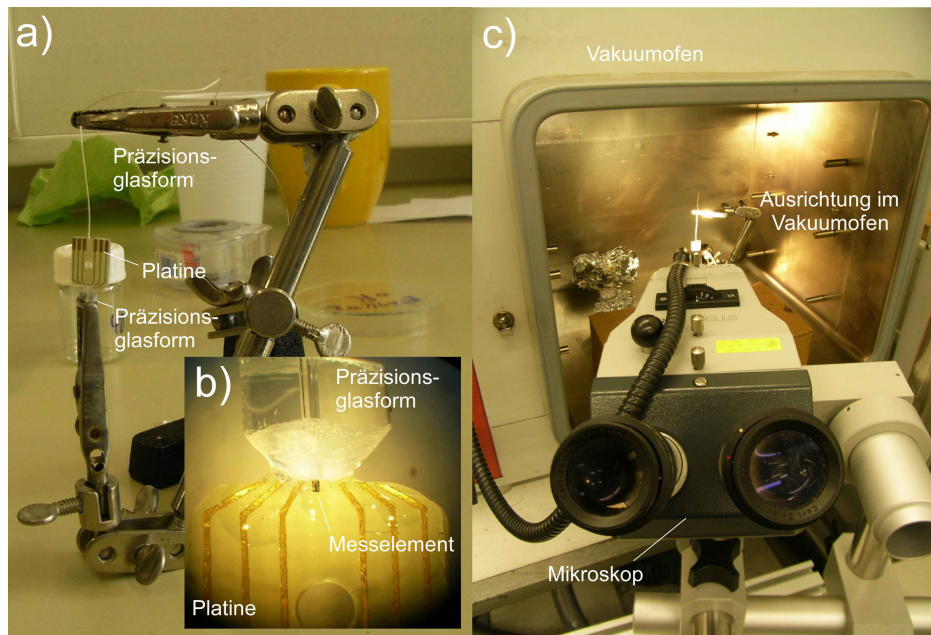 a)
Präzisions-
glasform
Platine
Präzisions-
glasform
b)
Präzisions-
glasform
Messelement
Platine
c)
Vakuumofen
Ausrichtung im
Vakuumofen
Mikroskop